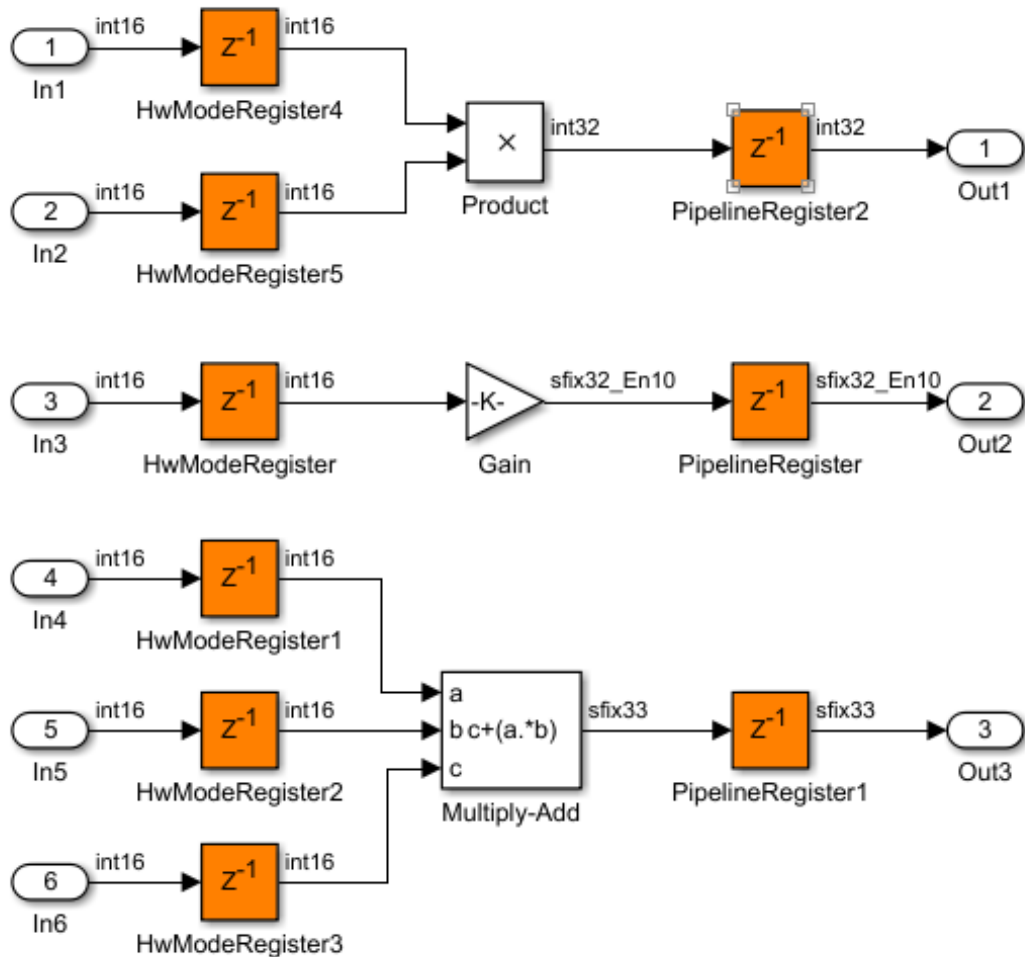 int16
int16
1
Z-1
In1
HwModeRegister4
×
int32
Z-1
int32
1
Product
PipelineRegister2
Out1
int16
int16
2
Z-1
In2
HwModeRegister5
int16
int16
sfix32_En10
sfix32_En10
3
Z-1
-K-
Z-1
2
In3
HwModeRegister
Gain
PipelineRegister
Out2
int16
int16
4
Z-1
In4
HwModeRegister1
a
int16
int16
sfix33
sfix33
5
Z-1
b c+(a.*b)
Z-1
3
c
In5
HwModeRegister2
Multiply-Add
PipelineRegister1
Out3
int16
int16
6
Z-1
In6
HwModeRegister3